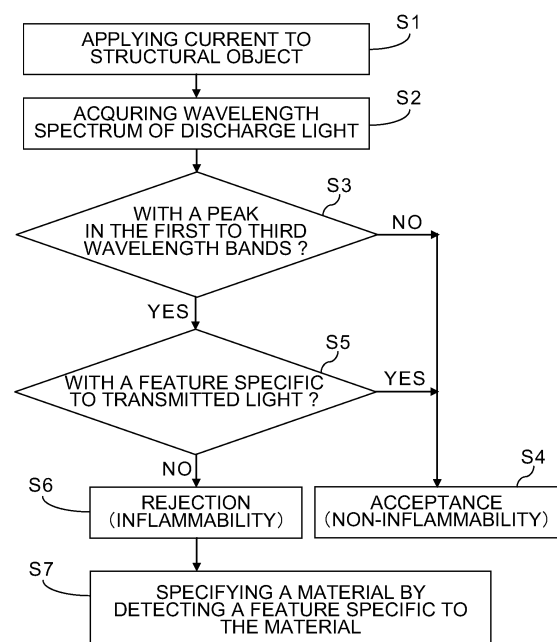 S1
APPLYING CURRENT TO
STRUCTURAL OBJECT
S2
ACQURING WAVELENGTH
SPECTRUM OF DISCHARGE LIGHT
S3
WITH A PEAK
IN THE FIRST TO THIRD
WAVELENGTH BANDS ?
NO
YES
S5
WITH A FEATURE SPECIFIC
TO TRANSMITTED LIGHT ?
YES
NO
S6
REJECTION
(INFLAMMABILITY)
S4
ACCEPTANCE
(NON-INFLAMMABILITY)
S7
SPECIFYING A MATERIAL BY
DETECTING A FEATURE SPECIFIC TO
THE MATERIAL